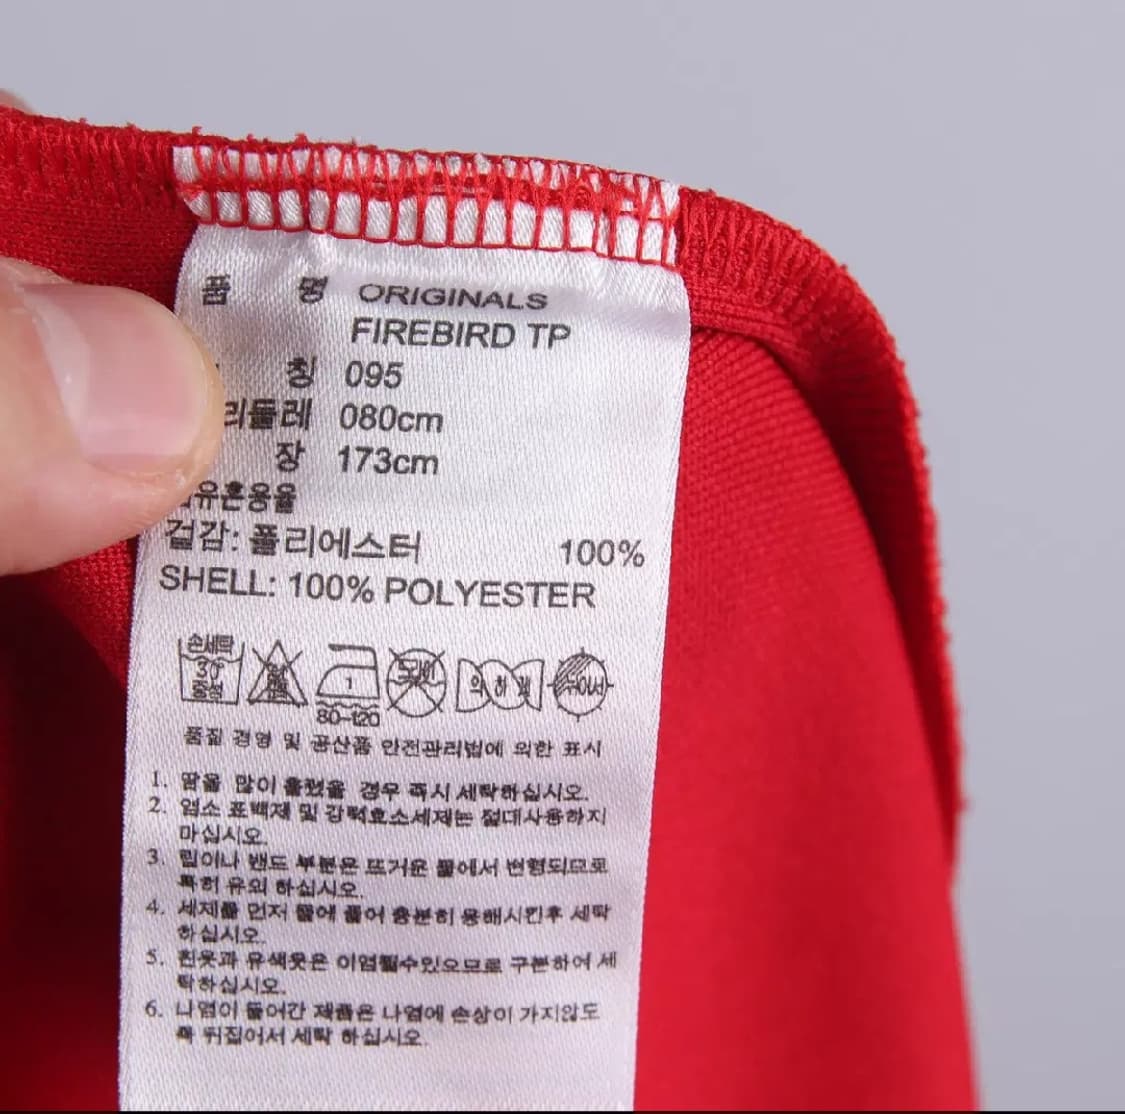 품 명 ORIGINALS
FIREBIRD TP
칭 095
리둘레 080cm
장 173cm
유혼용율
겉감: 폴리에스터 100%
SHELL: 100% POLYESTER
손세탁
30°
중성
80-120
약하게
품질 경영 및 공산품 안전관리법에 의한 표시
1. 땀을 많이 흘렸을 경우 즉시 세탁하십시오.
2. 염소 표백제 및 강력효소세제는 절대사용하지
마십시오.
3. 립이나 밴드 부분은 뜨거운 물에서 변형되므로
특히 유의 하십시오.
4. 세제를 먼저 물에 풀어 충분히 용해시킨후 세탁
하십시오.
5. 흰옷과 유색옷은 이염될수있으므로 구분하여 세
탁하십시오.
6. 나염이 들어간 제품은 나염에 손상이 가지않도
록 뒤집어서 세탁 하십시오.